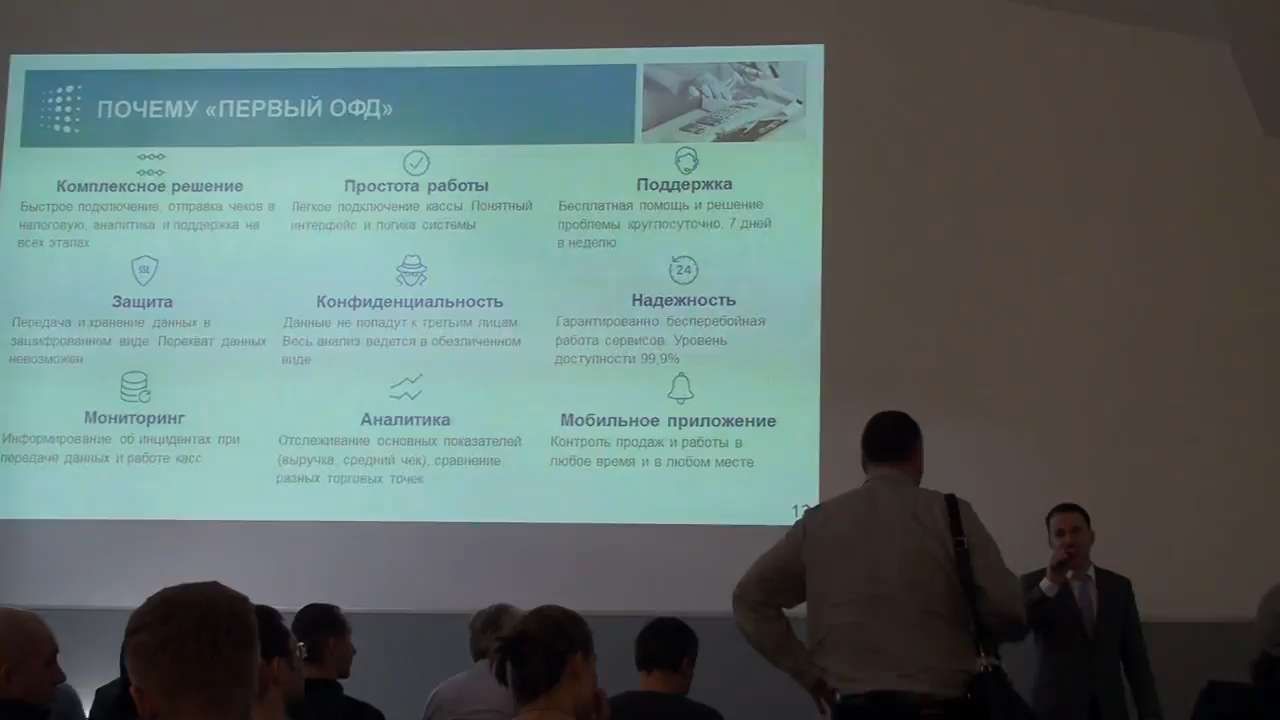 ПОЧЕМУ «ПЕРВЫЙ ОФД»
Комплексное решение
Быстрое подключение, отправка чеков в
налоговую, аналитика и поддержка на
всех этапах
Простота работы
Легкое подключение кассы. Понятный
интерфейс и логика системы
Поддержка
Бесплатная помощь и решение
проблемы круглосуточно, 7 дней
в неделю
SSL
Защита
Передача и хранение данных в
зашифрованном виде. Перехват данных
невозможен
Конфиденциальность
Данные не попадут к третьим лицам.
Весь анализ ведется в обезличенном
виде
24
Надежность
Гарантированно бесперебойная
работа сервисов. Уровень
доступности 99,9%
Мониторинг
Информирование об инцидентах при
передаче данных и работе касс
Аналитика
Отслеживание основных показателей
(выручка, средний чек), сравнение
разных торговых точек
Мобильное приложение
Контроль продаж и работы в
любое время и в любом месте